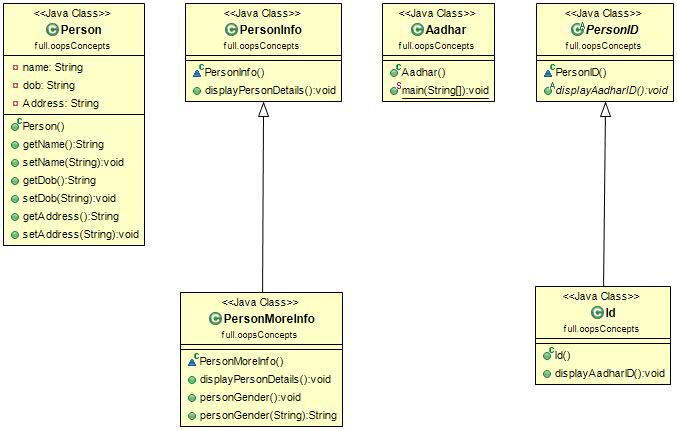 <<Java Class>>
Person
full.oopsConcepts
name: String
dob: String
Address: String
Person()
getName():String
setName(String):void
getDob():String
setDob(String):void
getAddress():String
setAddress(String):void
<<Java Class>>
PersonInfo
full.oopsConcepts
PersonInfo()
displayPersonDetails():void
<<Java Class>>
Aadhar
full.oopsConcepts
Aadhar()
main(String[]):void
<<Java Class>>
PersonID
full.oopsConcepts
PersonID()
displayAadharID():void
<<Java Class>>
PersonMoreInfo
full.oopsConcepts
PersonMoreInfo()
displayPersonDetails():void
personGender():void
personGender(String):String
<<Java Class>>
Id
full.oopsConcepts
Id()
displayAadharID():void